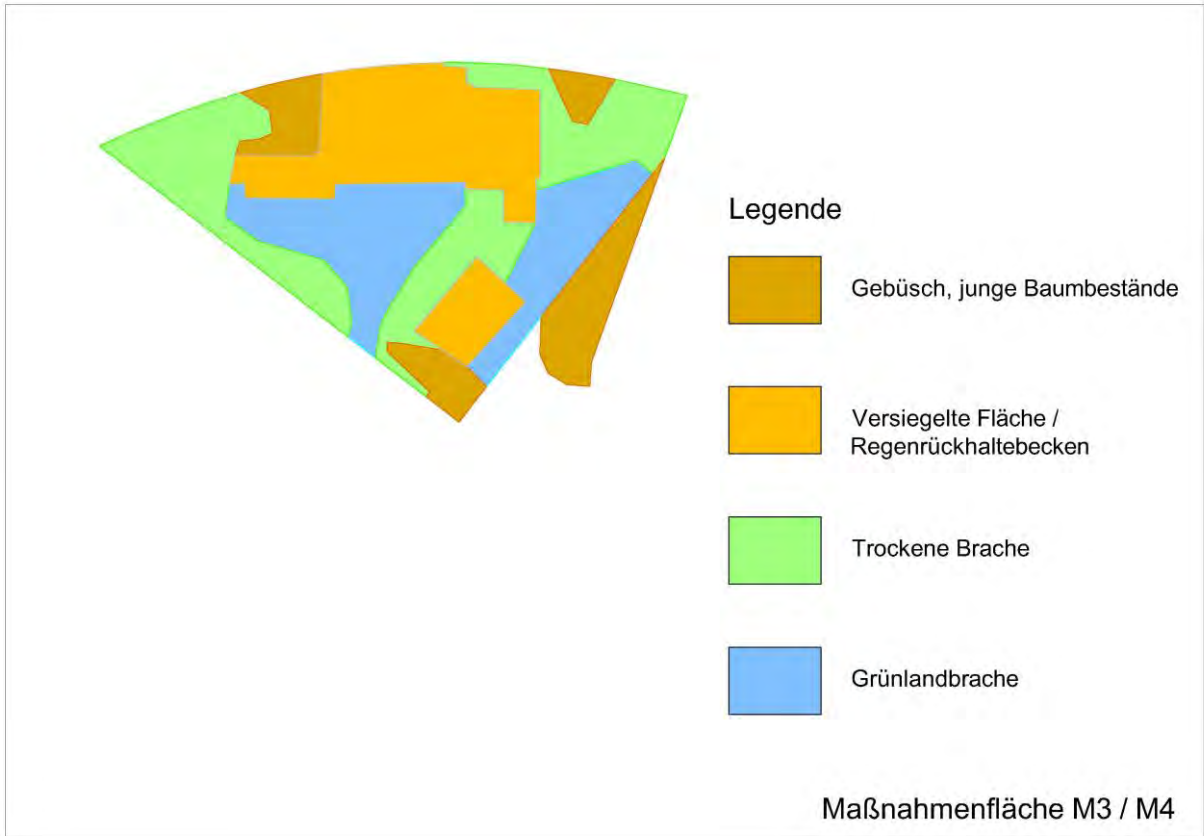 Legende
Gebüsch, junge Baumbestände
Versiegelte Fläche /
Regenrückhaltebecken
Trockene Brache
Grünlandbrache
Maßnahmenfläche M3 / M4